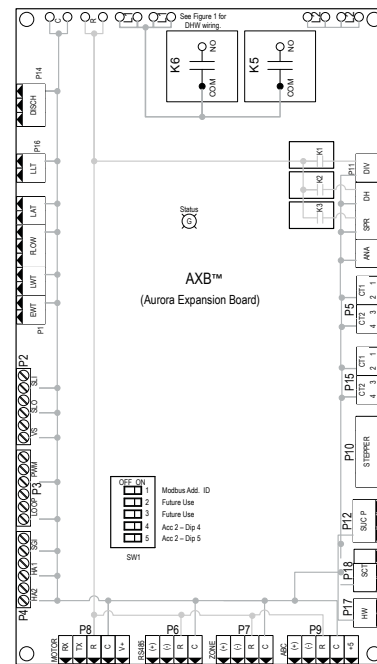 C
R
See Figure 1 for
DHW wiring.
K6
NO
COM
K5
NO
COM
P14
DISCH
P16
LLT
LAT
FLOW
LWT
EWT
P1
P2
SLI
SLO
VS
P3
PWM
LOOP
P4
SGI
HA1
HA2
K1
K2
K3
P11
DIV
DH
SPR
ANA
P5
CT1
CT2
1
2
3
4
P15
CT1
CT2
1
2
3
4
P10
STEPPER
P12
SUC P
P18
SCT
P17
HW
Status
G
AXB™
(Aurora Expansion Board)
OFF ON
1 Modbus Add. ID
2 Future Use
3 Future Use
4 Acc 2 – Dip 4
5 Acc 2 – Dip 5
SW1
P8
MOTOR
RX
TX
R
C
V+
P6
RS485
(+)
(-)
R
C
P7
ZONE
(+)
(-)
R
C
P9
ABC
(+)
(-)
R
C
+5